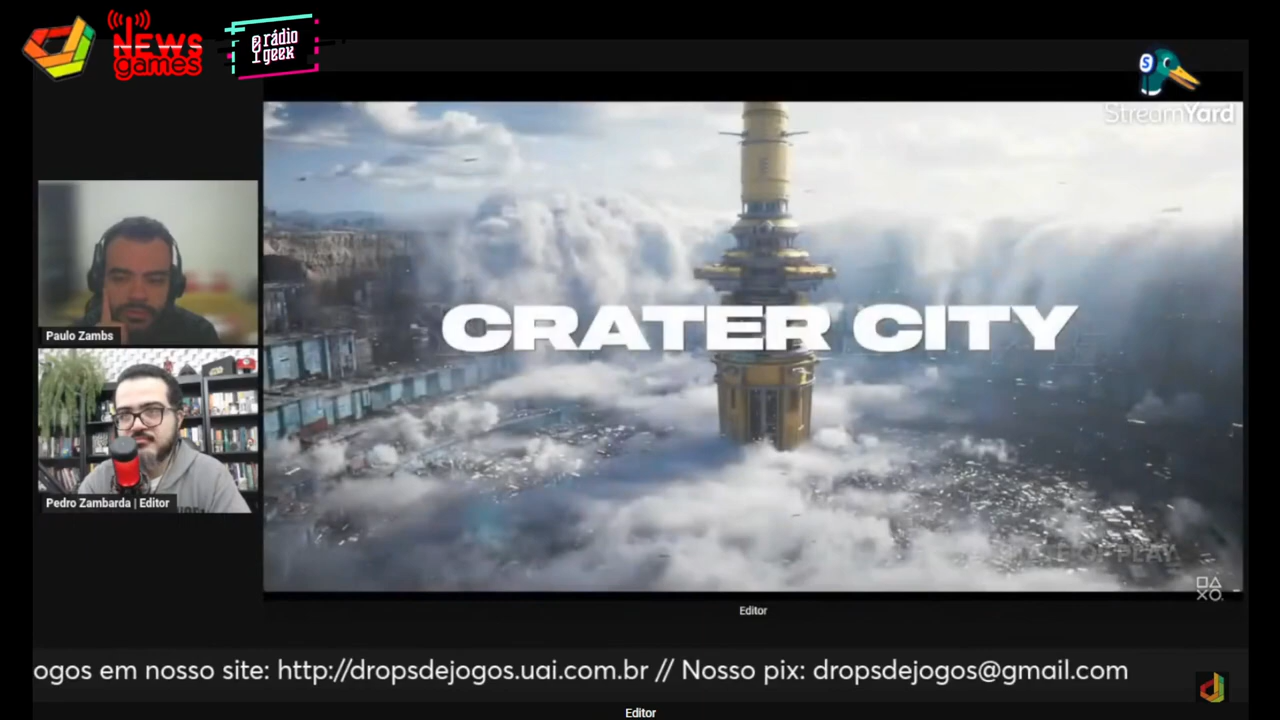 NEWS
games
rádio
geek
StreamYard
CRATER CITY
Paulo Zambs
Pedro Zambarda | Editor
Editor
ogos em nosso site: http://dropsdejogos.uai.com.br // Nosso pix: dropsdejogos@gmail.com
Editor